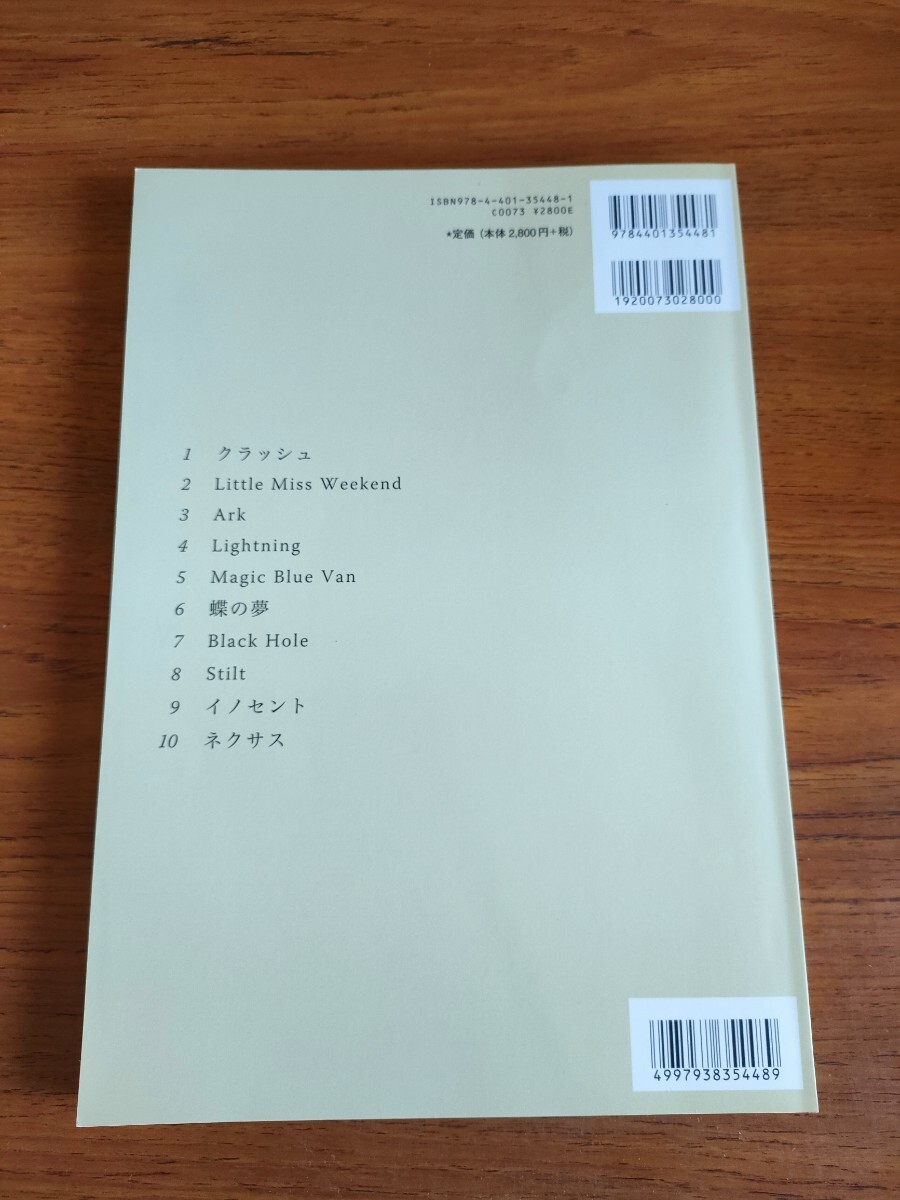 ISBN978-4-401-35448-1
C0073 ¥2800E
*定価(本体2,800円+税)
9784401354481
1920073028000
1 クラッシュ
2 Little Miss Weekend
3 Ark
4 Lightning
5 Magic Blue Van
6 蝶の夢
7 Black Hole
8 Stilt
9 イノセント
10 ネクサス
4997938354489